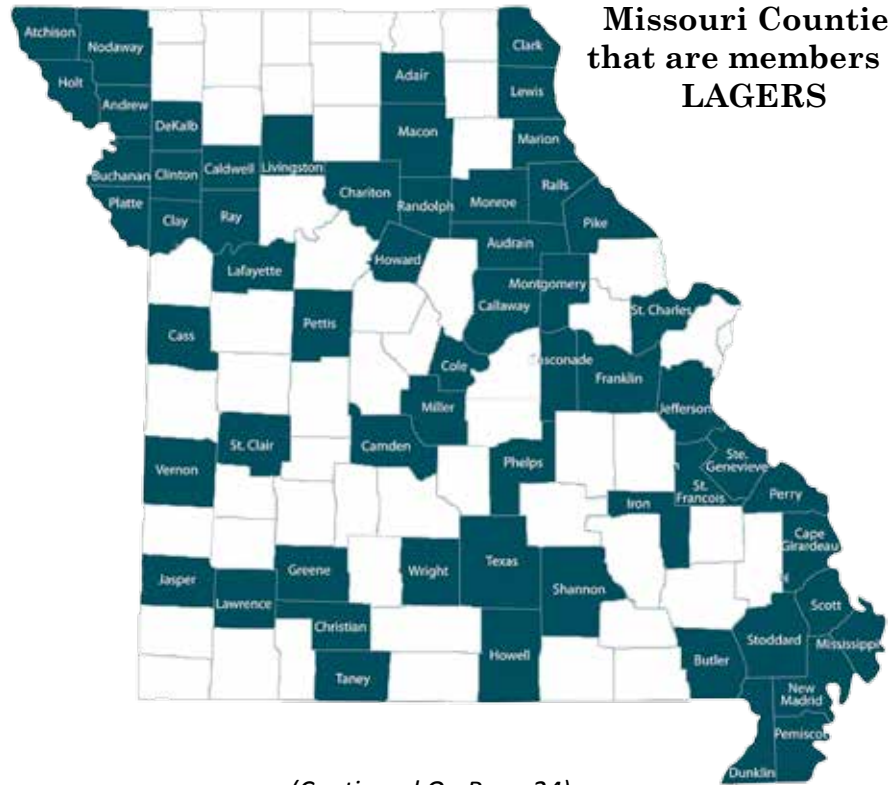 Missouri Countie
that are members
LAGERS
Atchison
Nodaway
Clark
Adair
Holt
Lewis
Andrew
DeKalb
Macon
Marion
Buchanan
Clinton
Caldwell
Livingston
Chariton
Randolph
Monroe
Ralls
Platte
Clay
Ray
Pike
Audrain
Howard
Lafayette
Montgomery
Callaway
St. Charles
Cass
Pettis
Cole
asconade
Franklin
Miller
Jefferson
St. Clair
Camden
Vernon
Phelps
Ste.
Genevieve
St.
Francois
Perry
Iron
Cape
Girardeau
Jasper
Greene
Wright
Texas
Shannon
Lawrence
Scott
Christian
Stoddard
Mississippi
Howell
Butler
Taney
New
Madrid
Pemiscot
Dunklin